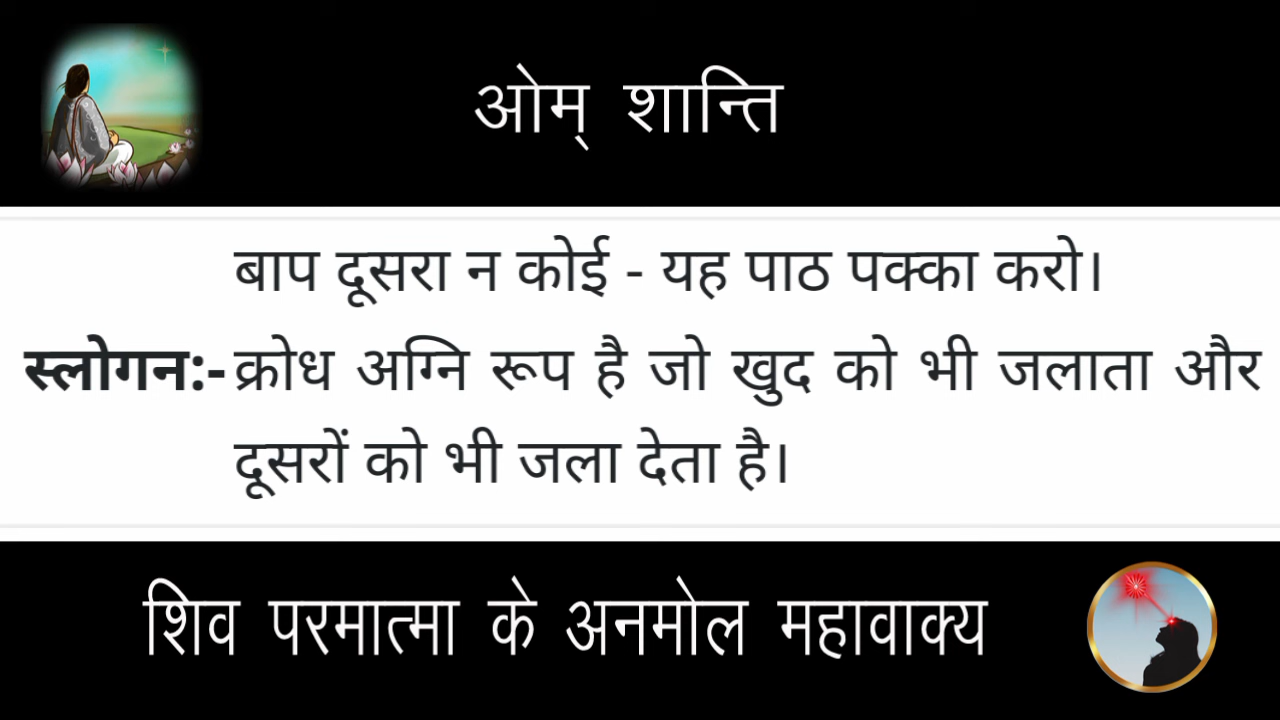 ओम् शान्ति
बाप दूसरा न कोई - यह पाठ पक्का करो।
स्लोगन:- क्रोध अग्नि रूप है जो खुद को भी जलाता और
दूसरों को भी जला देता है।
शिव परमात्मा के अनमोल महावाक्य